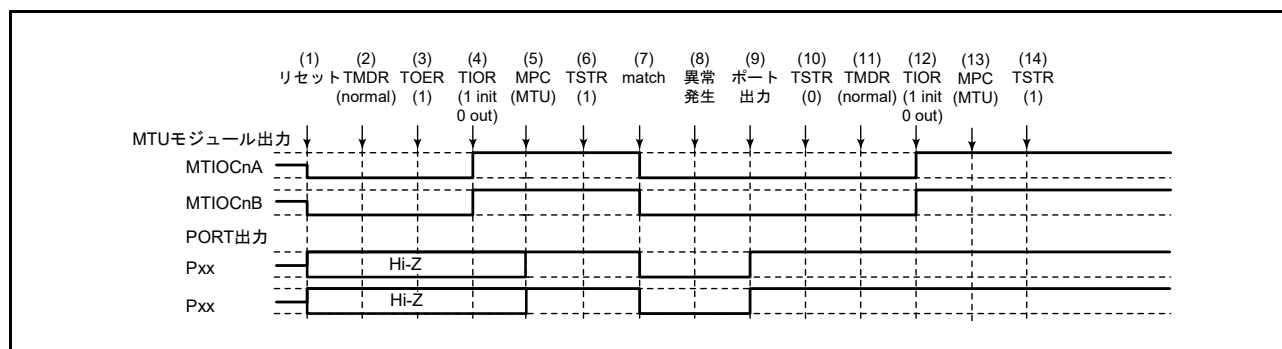 (1) (2) (3) (4) (5) (6) (7) (8) (9) (10) (11) (12) (13) (14)
リセット TMDR TOER TIOR MPC TSTR match 異常 ポート TSTR TMDR TIOR MPC TSTR
(normal) (1) (1 init (MTU) (1) 発生 出力 (0) (normal) (1 init (MTU) (1)
0 out) 0 out)
MTUモジュール出力
MTIOCnA
MTIOCnB
PORT出力
Pxx Hi-Z
Pxx Hi-Z